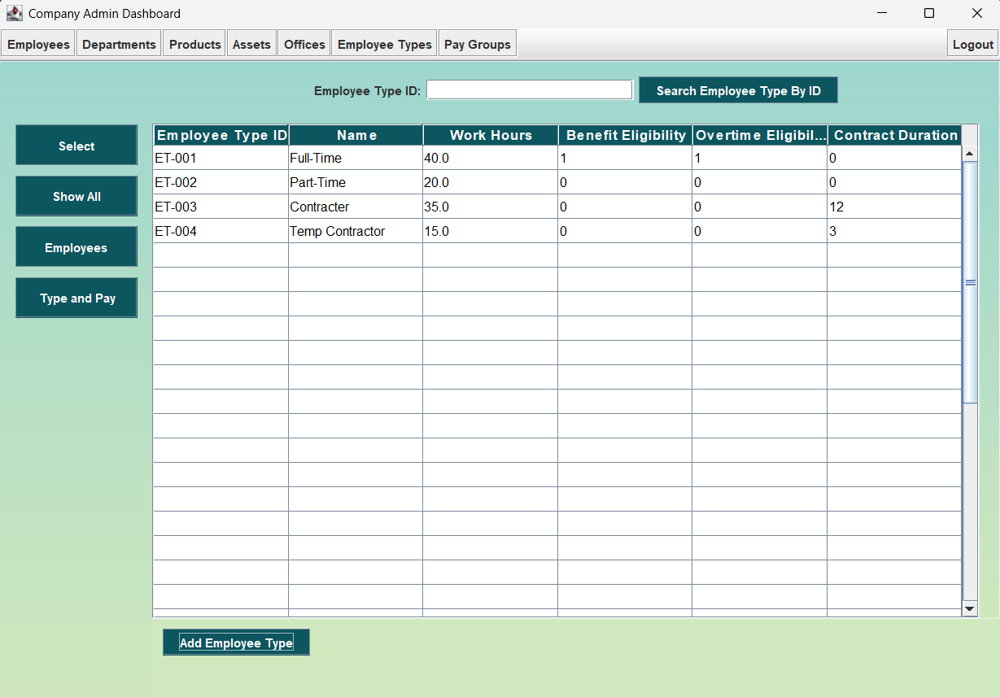 Company Admin Dashboard
Employees Departments Products Assets Offices Employee Types Pay Groups Logout
Employee Type ID: Search Employee Type By ID
Select
Show All
Employees
Type and Pay
Employee Type ID Name Work Hours Benefit Eligibility Overtime Eligibil... Contract Duration
ET-001 Full-Time 40.0 1 1 0
ET-002 Part-Time 20.0 0 0 0
ET-003 Contracter 35.0 0 0 12
ET-004 Temp Contractor 15.0 0 0 3
Add Employee Type